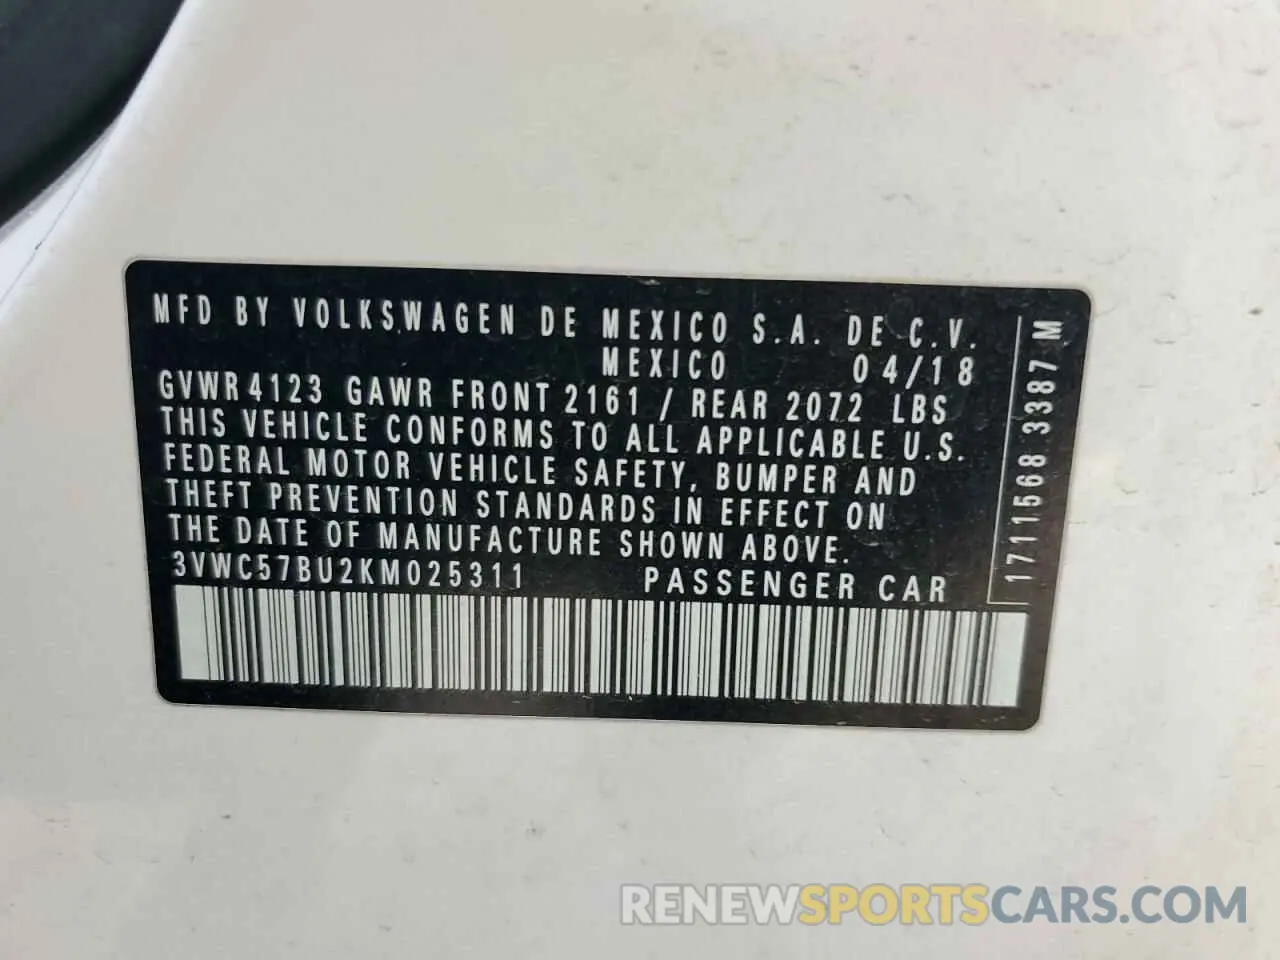 MFD BY VOLKSWAGEN DE MEXICO S.A. DE C.V.
MEXICO 04/18
GVWR 4123 GAWR FRONT 2161 / REAR 2072 LBS
THIS VEHICLE CONFORMS TO ALL APPLICABLE U.S.
FEDERAL MOTOR VEHICLE SAFETY, BUMPER AND
THEFT PREVENTION STANDARDS IN EFFECT ON
THE DATE OF MANUFACTURE SHOWN ABOVE.
3VWC57BU2KM025311 PASSENGER CAR
1711568 3387 M
RENEWSPORTSCARS.COM